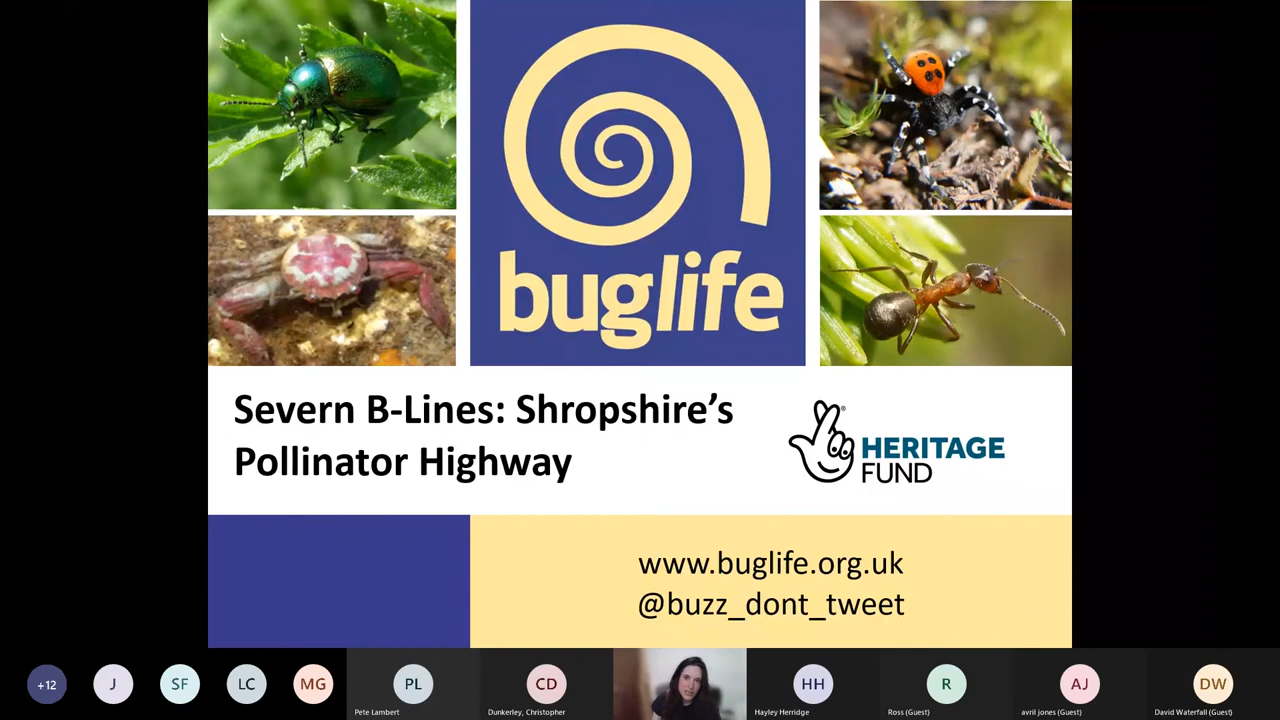 buglife
Severn B-Lines: Shropshire's
Pollinator Highway
HERITAGE
FUND
www.buglife.org.uk
@buzz_dont_tweet
+12
J
SF
LC
MG
PL
Pete Lambert
CD
Dunkerley, Christopher
HH
Hayley Herridge
R
Ross (Guest)
AJ
avril jones (Guest)
DW
David Waterfall (Guest)